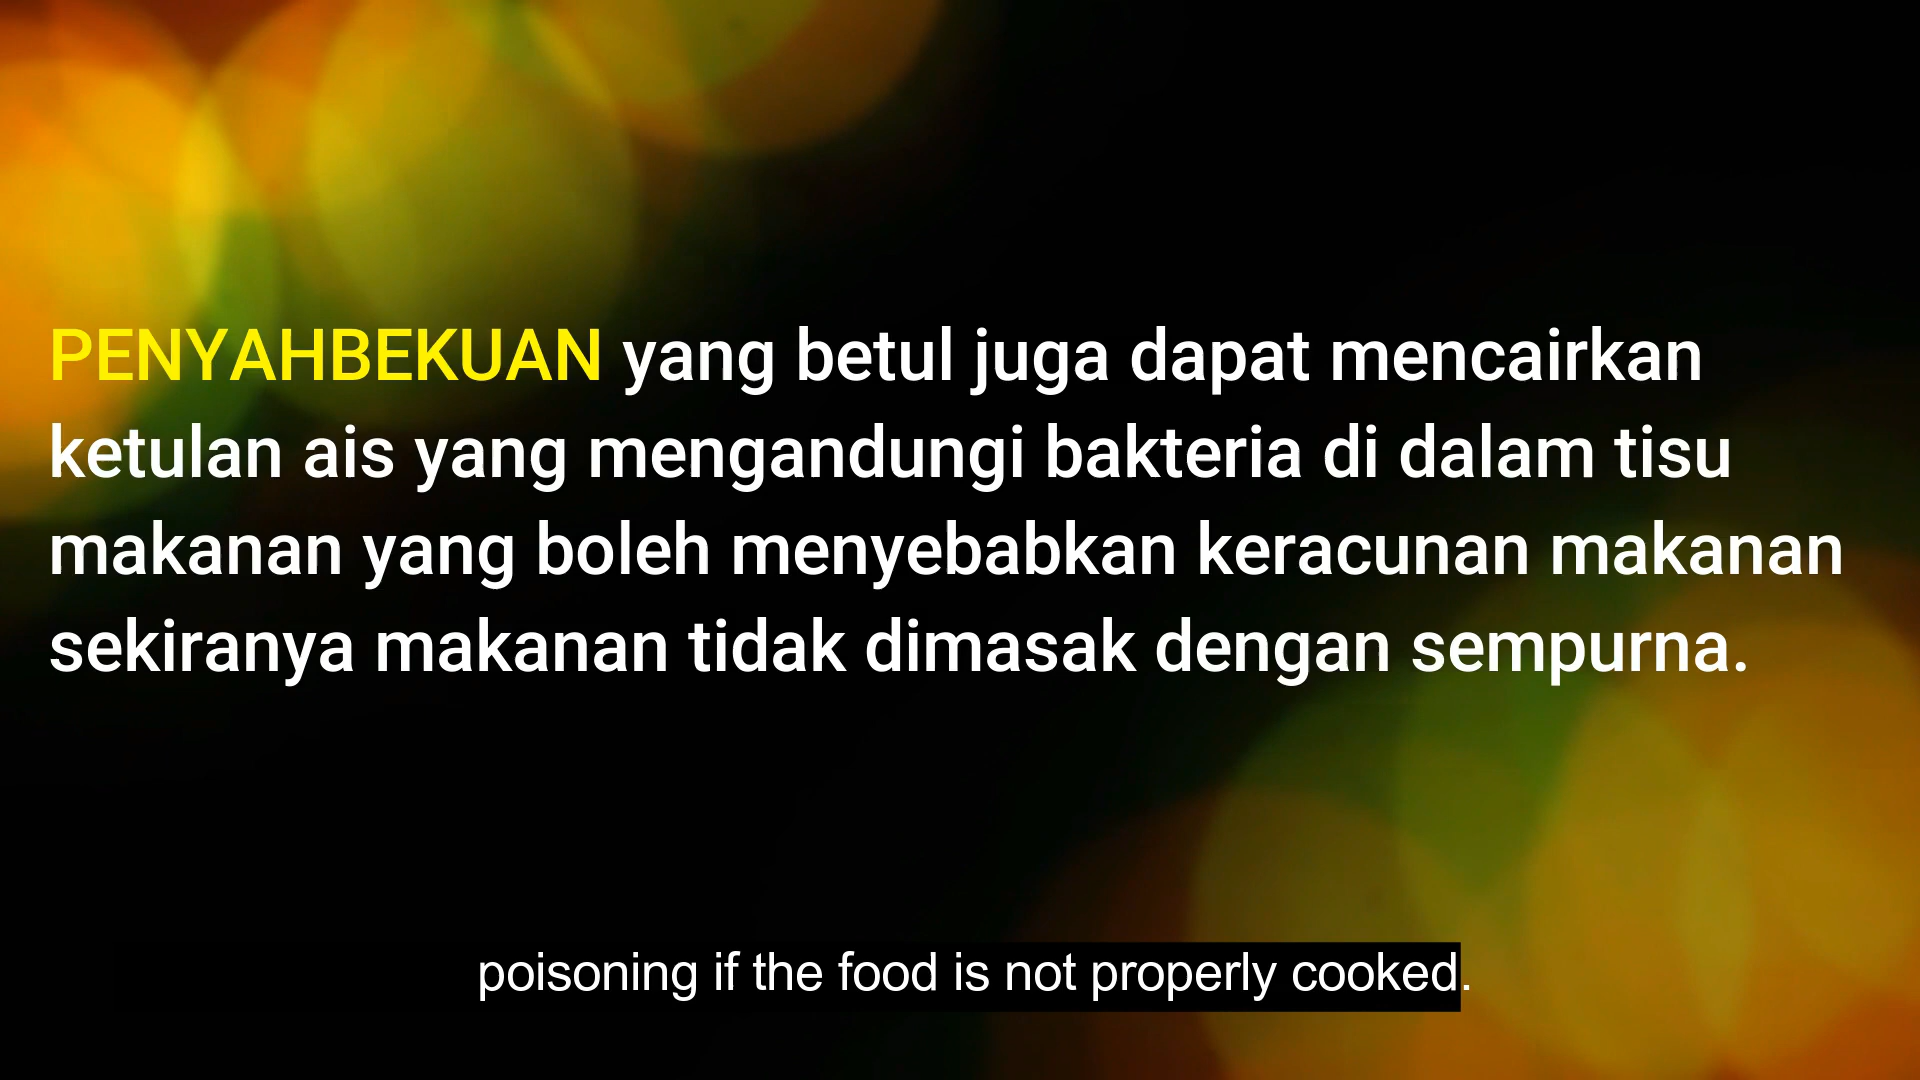 PENYAHBEKUAN yang betul juga dapat mencairkan
ketulan ais yang mengandungi bakteria di dalam tisu
makanan yang boleh menyebabkan keracunan makanan
sekiranya makanan tidak dimasak dengan sempurna.
poisoning if the food is not properly cooked.